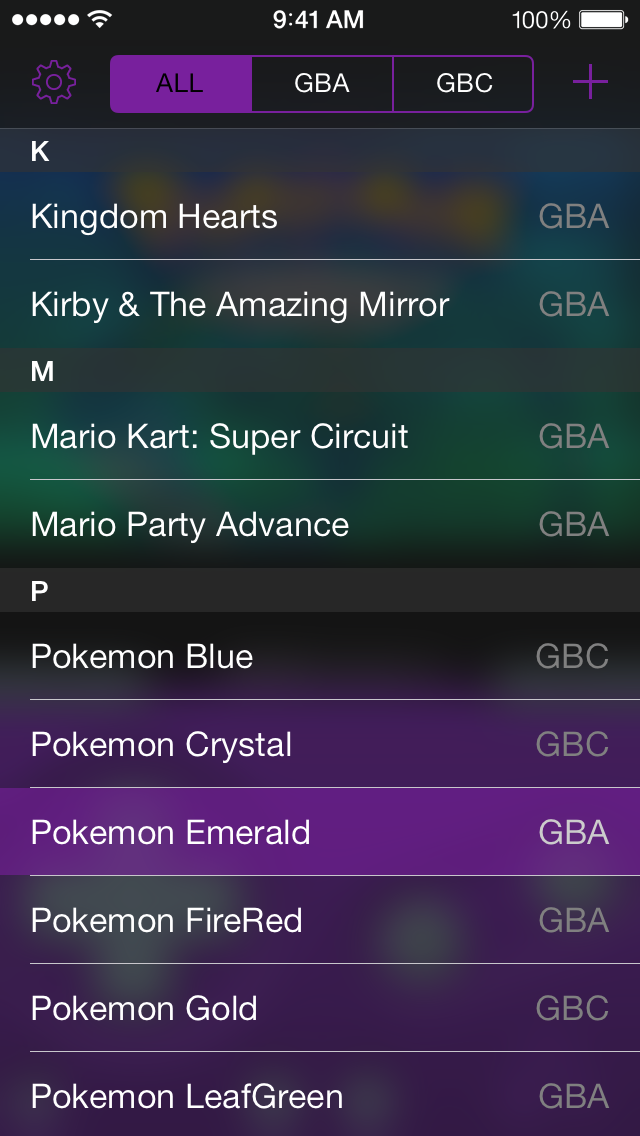 9:41 AM 100%
ALL GBA GBC
K
Kingdom Hearts GBA
Kirby & The Amazing Mirror GBA
M
Mario Kart: Super Circuit GBA
Mario Party Advance GBA
P
Pokemon Blue GBC
Pokemon Crystal GBC
Pokemon Emerald GBA
Pokemon FireRed GBA
Pokemon Gold GBC
Pokemon LeafGreen GBA